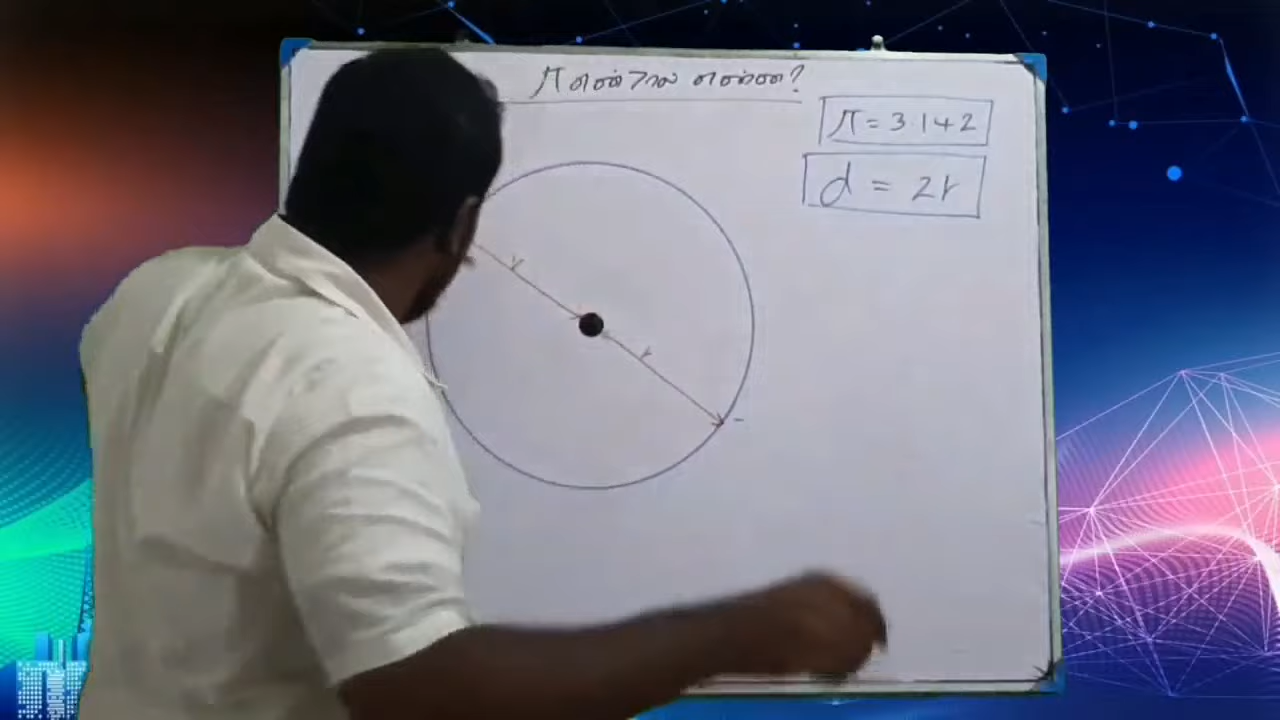 π என்றால் என்ன?
π = 3.142
d = 2r
r
r